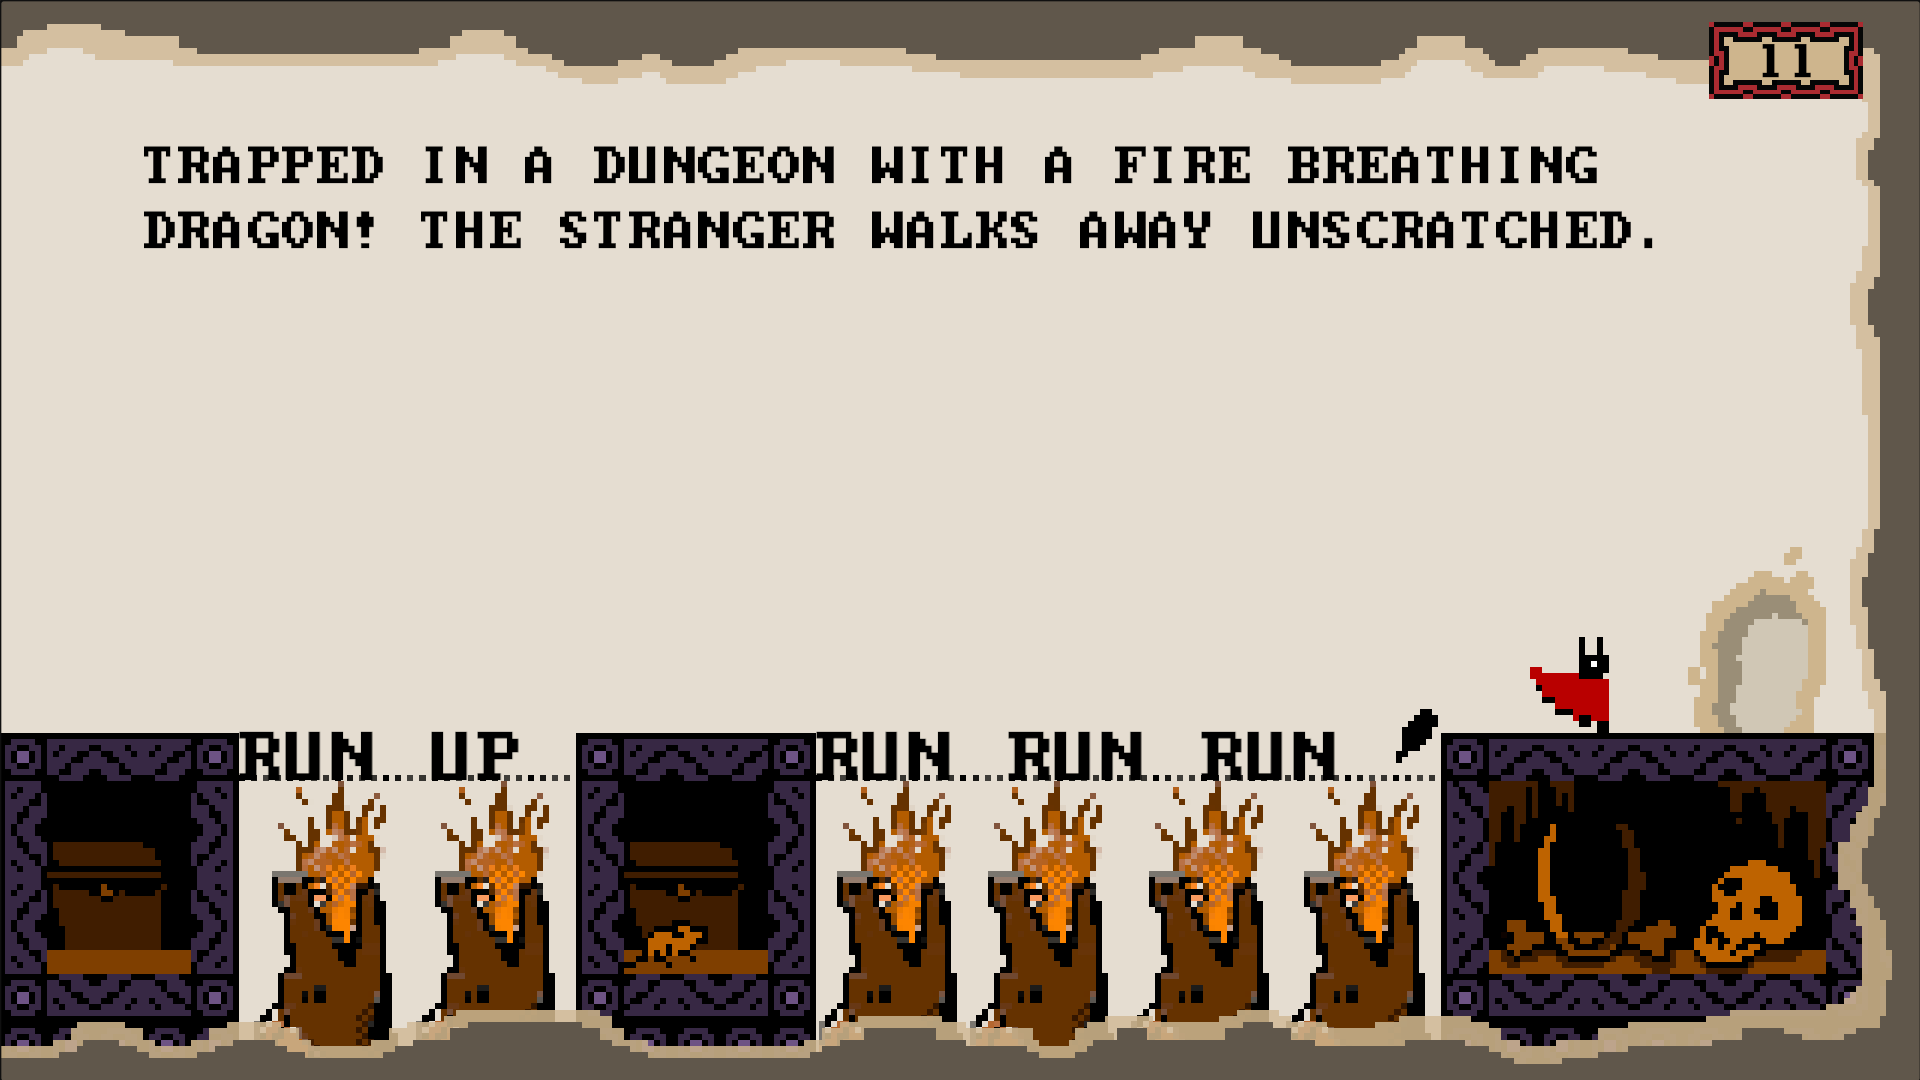 11
TRAPPED IN A DUNGEON WITH A FIRE BREATHING
DRAGON! THE STRANGER WALKS AWAY UNSCRATCHED.
RUN UP RUN RUN RUN